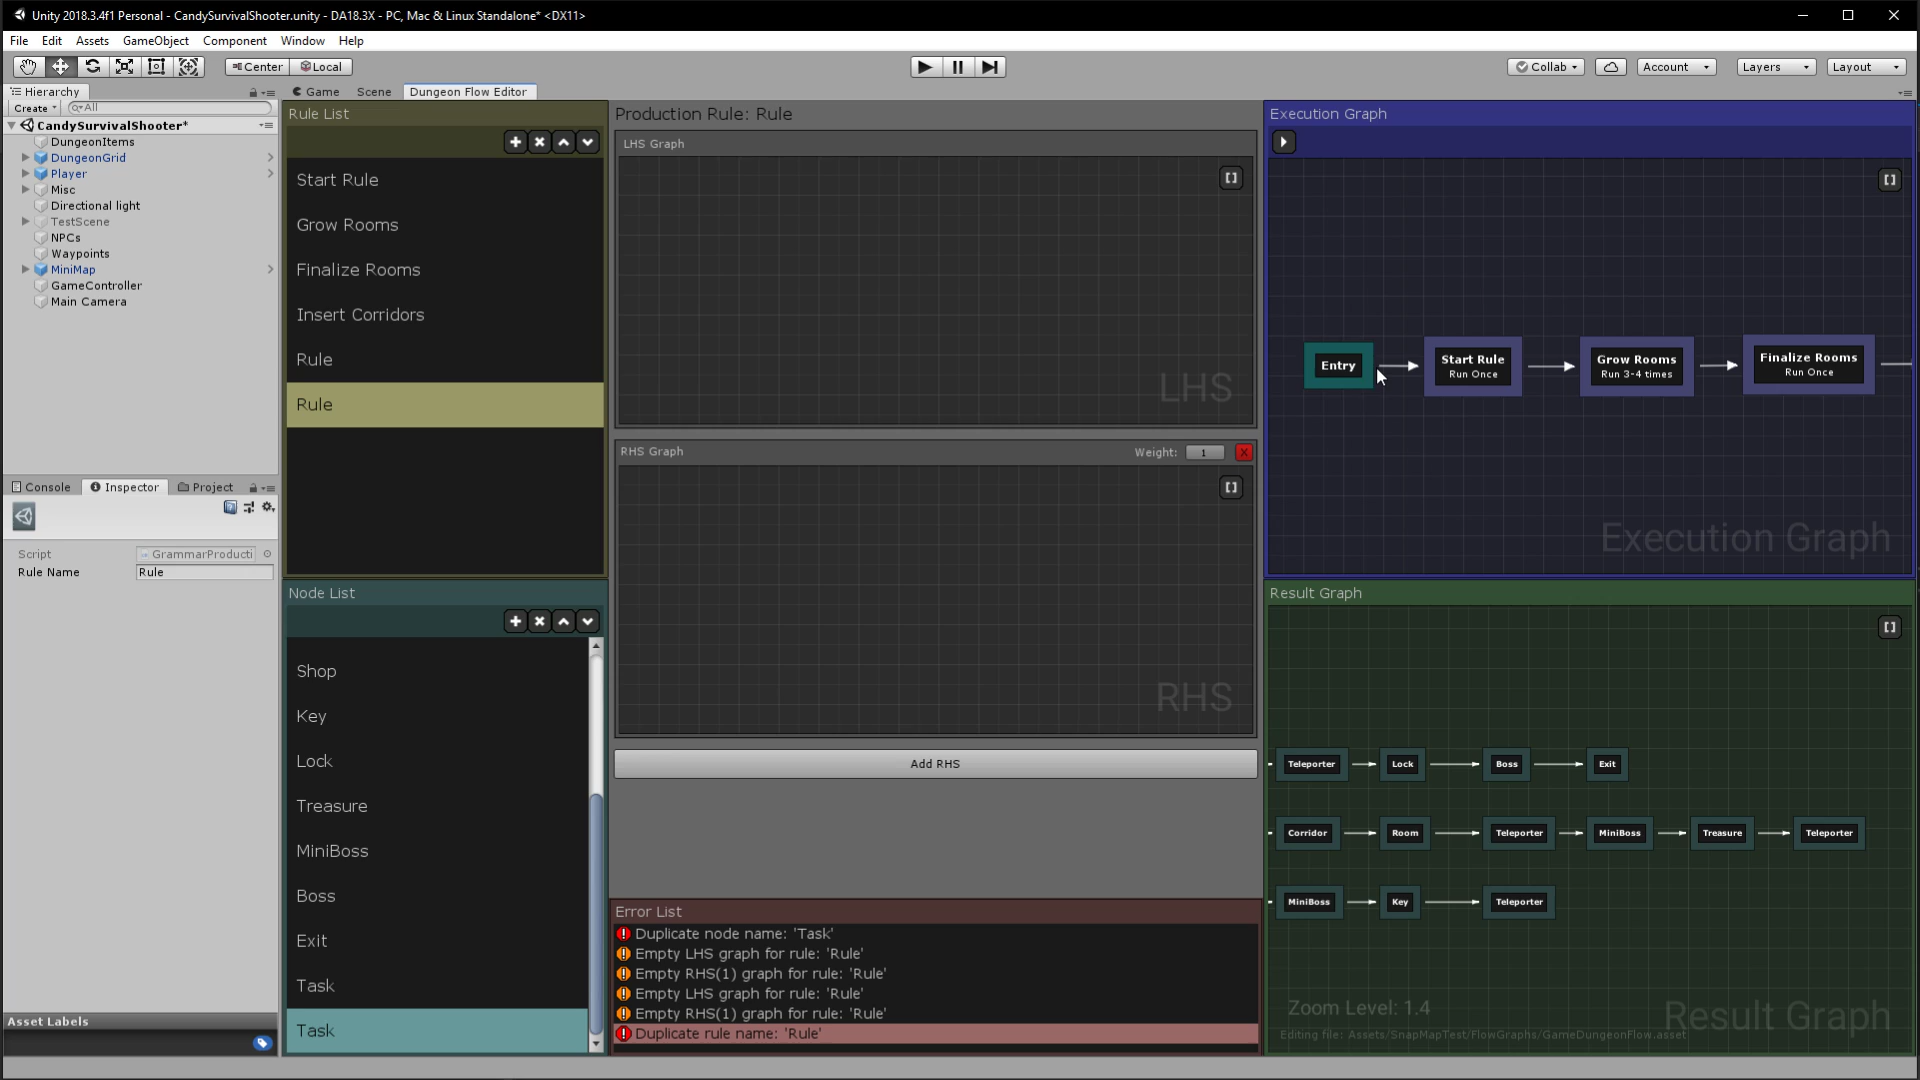 Unity 2018.3.4f1 Personal - CandySurvivalShooter.unity - DA18.3X - PC, Mac & Linux Standalone* <DX11>
File Edit Assets GameObject Component Window Help
Center Local Collab Account Layers Layout
Hierarchy
Create All
CandySurvivalShooter*
DungeonItems
DungeonGrid
Player
Misc
Directional light
TestScene
NPCs
Waypoints
MiniMap
GameController
Main Camera
Console Inspector Project
Script GrammarProducti
Rule Name Rule
Asset Labels
Game Scene Dungeon Flow Editor
Rule List
Start Rule
Grow Rooms
Finalize Rooms
Insert Corridors
Rule
Rule
Node List
Shop
Key
Lock
Treasure
MiniBoss
Boss
Exit
Task
Task
Production Rule: Rule
LHS Graph
LHS
RHS Graph Weight: 1 X
RHS
Add RHS
Error List
Duplicate node name: 'Task'
Empty LHS graph for rule: 'Rule'
Empty RHS(1) graph for rule: 'Rule'
Empty LHS graph for rule: 'Rule'
Empty RHS(1) graph for rule: 'Rule'
Duplicate rule name: 'Rule'
Execution Graph
Entry
Start Rule
Run Once
Grow Rooms
Run 3-4 times
Finalize Rooms
Run Once
Execution Graph
Result Graph
Teleporter Lock Boss Exit
Corridor Room Teleporter MiniBoss Treasure Teleporter
MiniBoss Key Teleporter
Zoom Level: 1.4
Result Graph
Editing file: Assets/SnapMapTest/FlowGraphs/GameDungeonFlow.asset